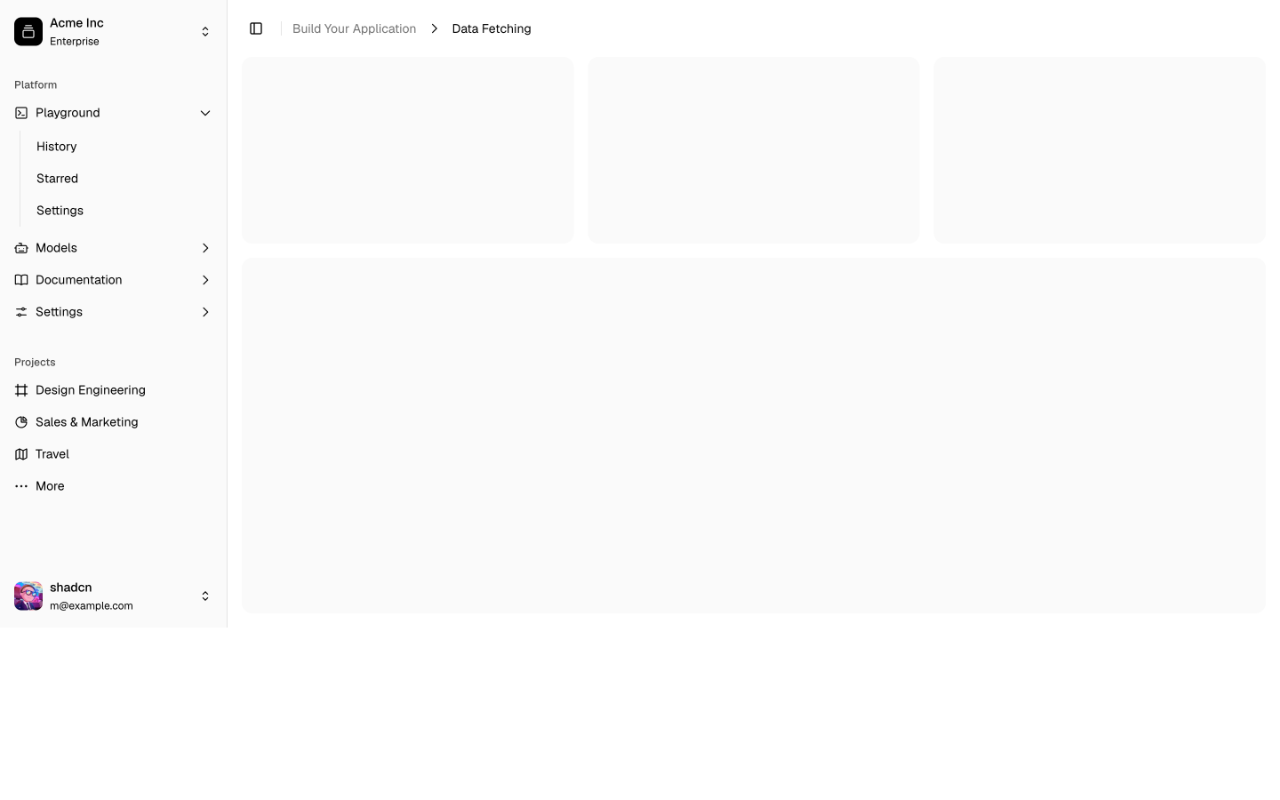 Acme Inc
Enterprise
Platform
Playground
History
Starred
Settings
Models
Documentation
Settings
Projects
Design Engineering
Sales & Marketing
Travel
More
shadcn
m@example.com
Build Your Application
Data Fetching